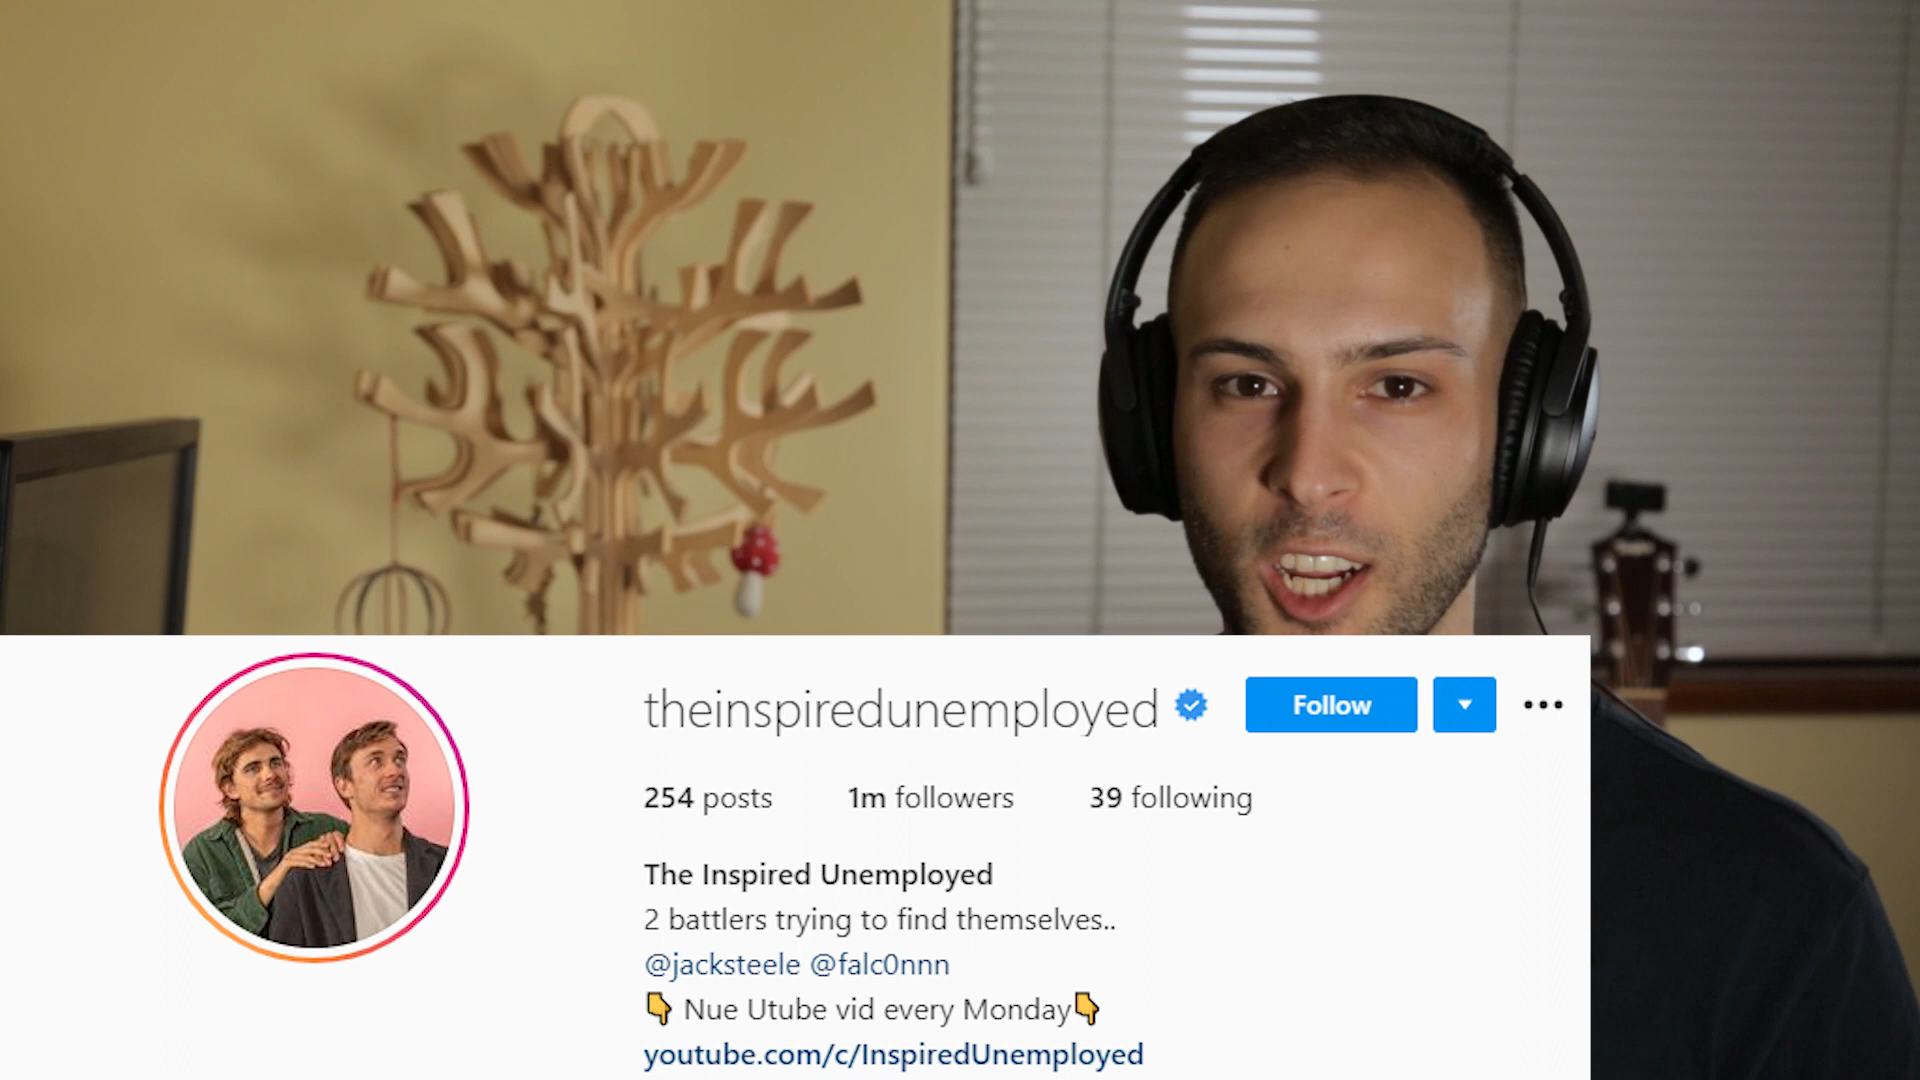 theinspiredunemployed
Follow
254 posts 1m followers 39 following
The Inspired Unemployed
2 battlers trying to find themselves..
@jacksteele @falc0nnn
👇 Nue Utube vid every Monday👇
youtube.com/c/InspiredUnemployed